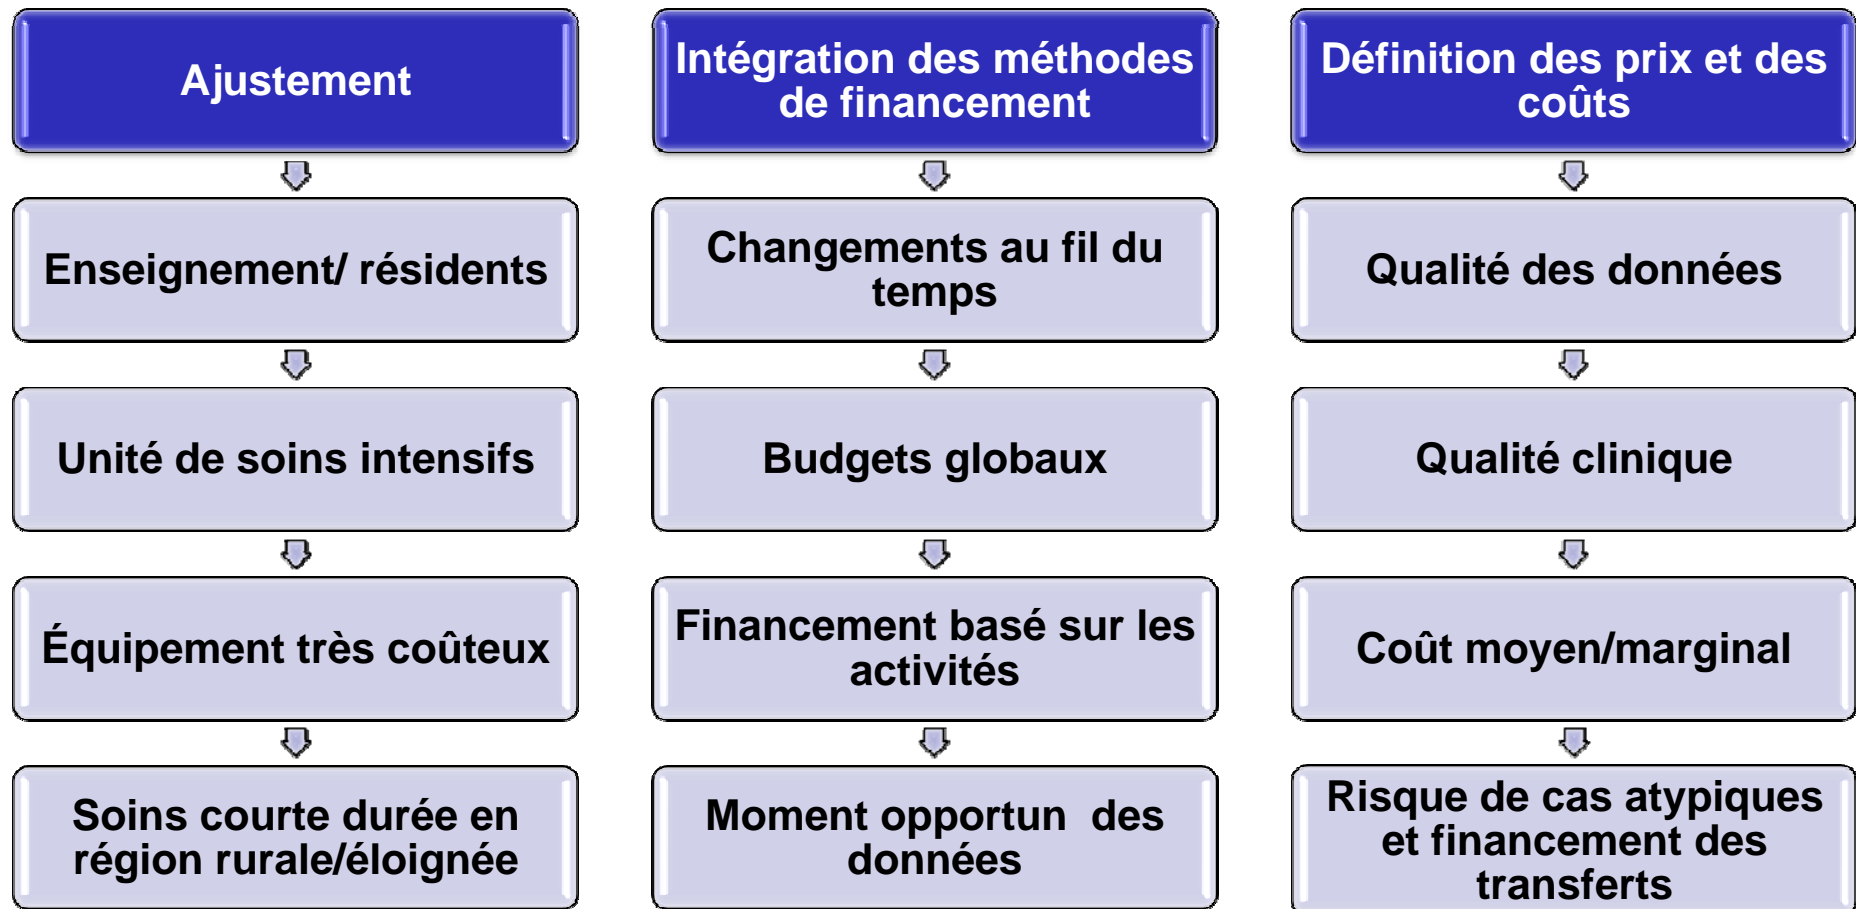 Ajustement
Enseignement/ résidents
Unité de soins intensifs
Équipement très coûteux
Soins courte durée en
région rurale/éloignée
Intégration des méthodes
de financement
Changements au fil du
temps
Budgets globaux
Financement basé sur les
activités
Moment opportun  des
données
Définition des prix et des
coûts
Qualité des données
Qualité clinique
Coût moyen/marginal
Risque de cas atypiques
et financement des
transferts